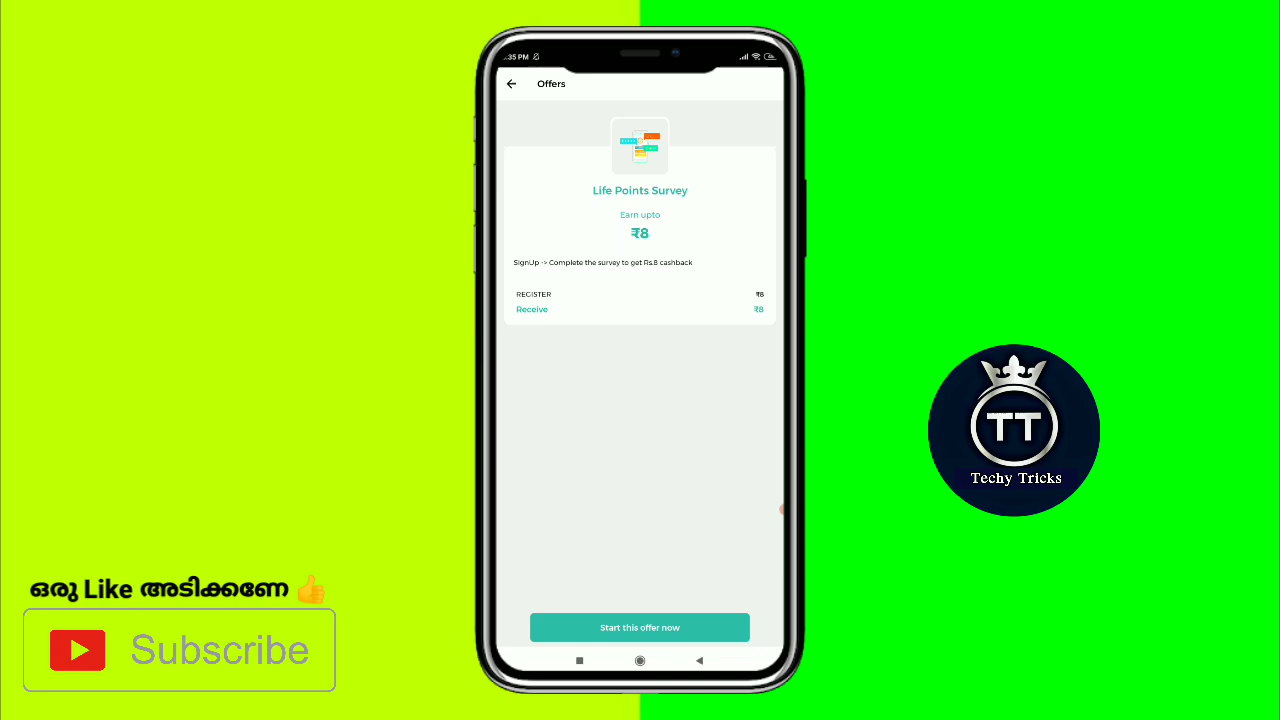 :35 PM
Offers
Life Points Survey
Earn upto
₹8
SignUp -> Complete the survey to get Rs.8 cashback
REGISTER ₹8
Receive ₹8
Start this offer now
TT
Techy Tricks
ഒരു Like അടിക്കണേ 👍
Subscribe